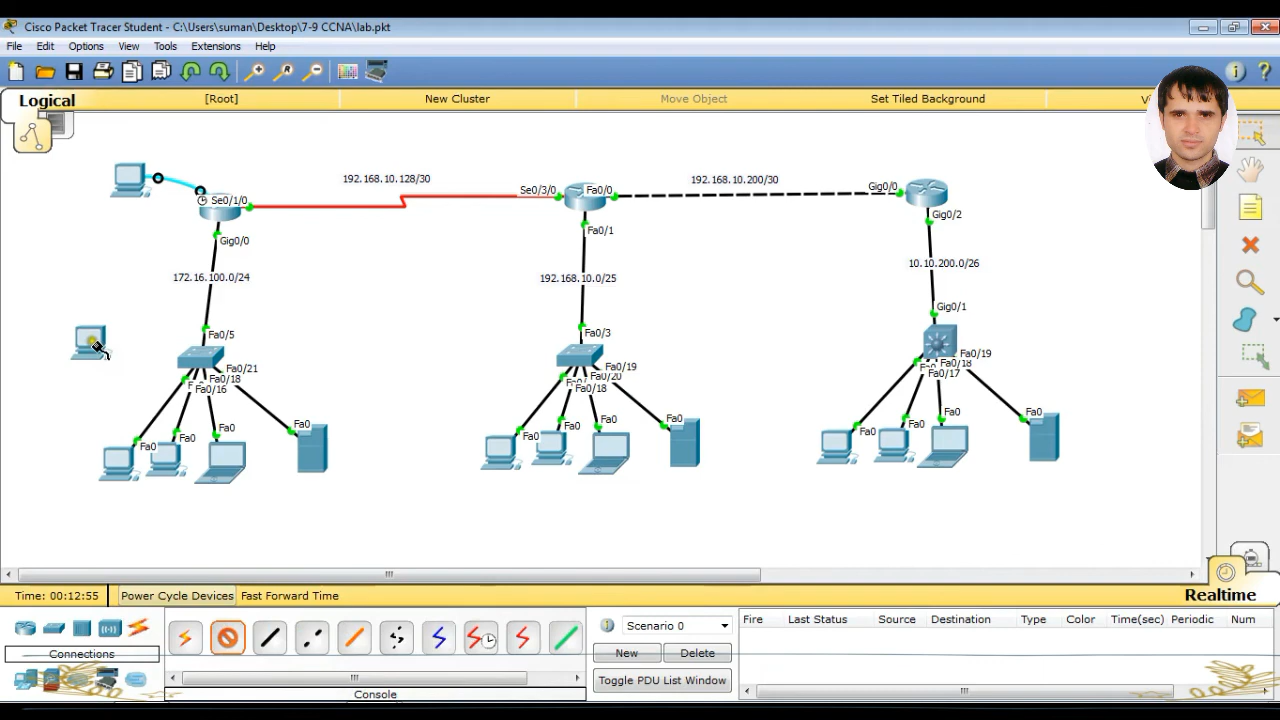 Cisco Packet Tracer Student - C:\Users\suman\Desktop\7-9 CCNA\lab.pkt
File Edit Options View Tools Extensions Help
Logical [Root] New Cluster Move Object Set Tiled Background
192.168.10.128/30
192.168.10.200/30
Se0/1/0
Se0/3/0
Fa0/0
Gig0/0
Gig0/2
Gig0/0
Fa0/1
172.16.100.0/24
192.168.10.0/25
10.10.200.0/26
Gig0/1
Fa0/5
Fa0/3
Fa0/21
Fa0/18
Fa0/16
Fa0/19
Fa0/20
Fa0/18
Fa0/19
Fa0/18
Fa0/17
Fa0 Fa0 Fa0 Fa0
Fa0 Fa0 Fa0 Fa0
Fa0 Fa0 Fa0 Fa0
Time: 00:12:55 Power Cycle Devices Fast Forward Time Realtime
Connections
Console
Scenario 0
New Delete
Toggle PDU List Window
Fire Last Status Source Destination Type Color Time(sec) Periodic Num